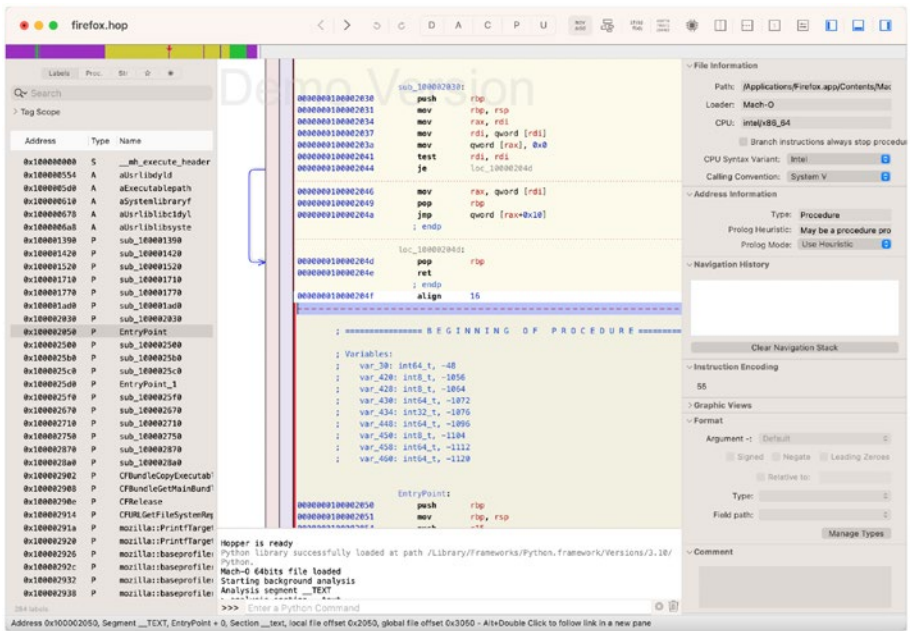 firefox.hop
D A C P U
Labels Proc. Str
Search
Tag Scope
Address Type Name
0x100000000 S __mh_execute_header
0x100000554 A aUsrlibdyld
0x1000005d0 A aExecutablepath
0x100000610 A aSystemlibraryf
0x100000678 A aUsrliblibc1dyl
0x1000006a8 A aUsrliblibsyste
0x100001390 P sub_100001390
0x100001420 P sub_100001420
0x100001520 P sub_100001520
0x100001710 P sub_100001710
0x100001770 P sub_100001770
0x100001ad0 P sub_100001ad0
0x100002030 P sub_100002030
0x100002050 P EntryPoint
0x100002500 P sub_100002500
0x1000025b0 P sub_1000025b0
0x1000025c0 P sub_1000025c0
0x1000025d0 P EntryPoint_1
0x1000025f0 P sub_1000025f0
0x100002670 P sub_100002670
0x100002710 P sub_100002710
0x100002750 P sub_100002750
0x100002870 P sub_100002870
0x1000028a0 P sub_1000028a0
0x100002902 P CFBundleCopyExecutabl
0x100002908 P CFBundleGetMainBundl
0x10000290e P CFRelease
0x100002914 P CFURLGetFileSystemRep
0x10000291a P mozilla::PrintfTarget
0x100002920 P mozilla::PrintfTarget
0x100002926 P mozilla::baseprofiler
0x10000292c P mozilla::baseprofiler
0x100002932 P mozilla::baseprofiler
0x100002938 P mozilla::baseprofiler
284 labels
Demo Version
sub_100002030:
0000000100002030 push rbp
0000000100002031 mov rbp, rsp
0000000100002034 mov rax, rdi
0000000100002037 mov rdi, qword [rdi]
000000010000203a mov qword [rax], 0x0
0000000100002041 test rdi, rdi
0000000100002044 je loc_10000204d
0000000100002046 mov rax, qword [rdi]
0000000100002049 pop rbp
000000010000204a jmp qword [rax+0x10]
; endp
loc_10000204d:
000000010000204d pop rbp
000000010000204e ret
; endp
000000010000204f align 16
; =============== B E G I N N I N G   O F   P R O C E D U R E =========
; Variables:
; var_30: int64_t, -48
; var_420: int8_t, -1056
; var_428: int8_t, -1064
; var_430: int64_t, -1072
; var_434: int32_t, -1076
; var_448: int64_t, -1096
; var_450: int8_t, -1104
; var_458: int64_t, -1112
; var_460: int64_t, -1120
EntryPoint:
0000000100002050 push rbp
0000000100002051 mov rbp, rsp
Hopper is ready
Python library successfully loaded at path /Library/Frameworks/Python.framework/Versions/3.10/
Python.
Mach-O 64bits file loaded
Starting background analysis
Analysis segment __TEXT
>>> Enter a Python Command
File Information
Path: /Applications/Firefox.app/Contents/Mac
Loader: Mach-O
CPU: intel/x86_64
Branch instructions always stop procedu
CPU Syntax Variant: Intel
Calling Convention: System V
Address Information
Type: Procedure
Prolog Heuristic: May be a procedure pro
Prolog Mode: Use Heuristic
Navigation History
Clear Navigation Stack
Instruction Encoding
55
Graphic Views
Format
Argument -: Default
Signed Negate Leading Zeroes
Relative to:
Type:
Field path:
Manage Types
Comment
Address 0x100002050, Segment __TEXT, EntryPoint + 0, Section __text, local file offset 0x2050, global file offset 0x3050 - Alt+Double Click to follow link in a new pane